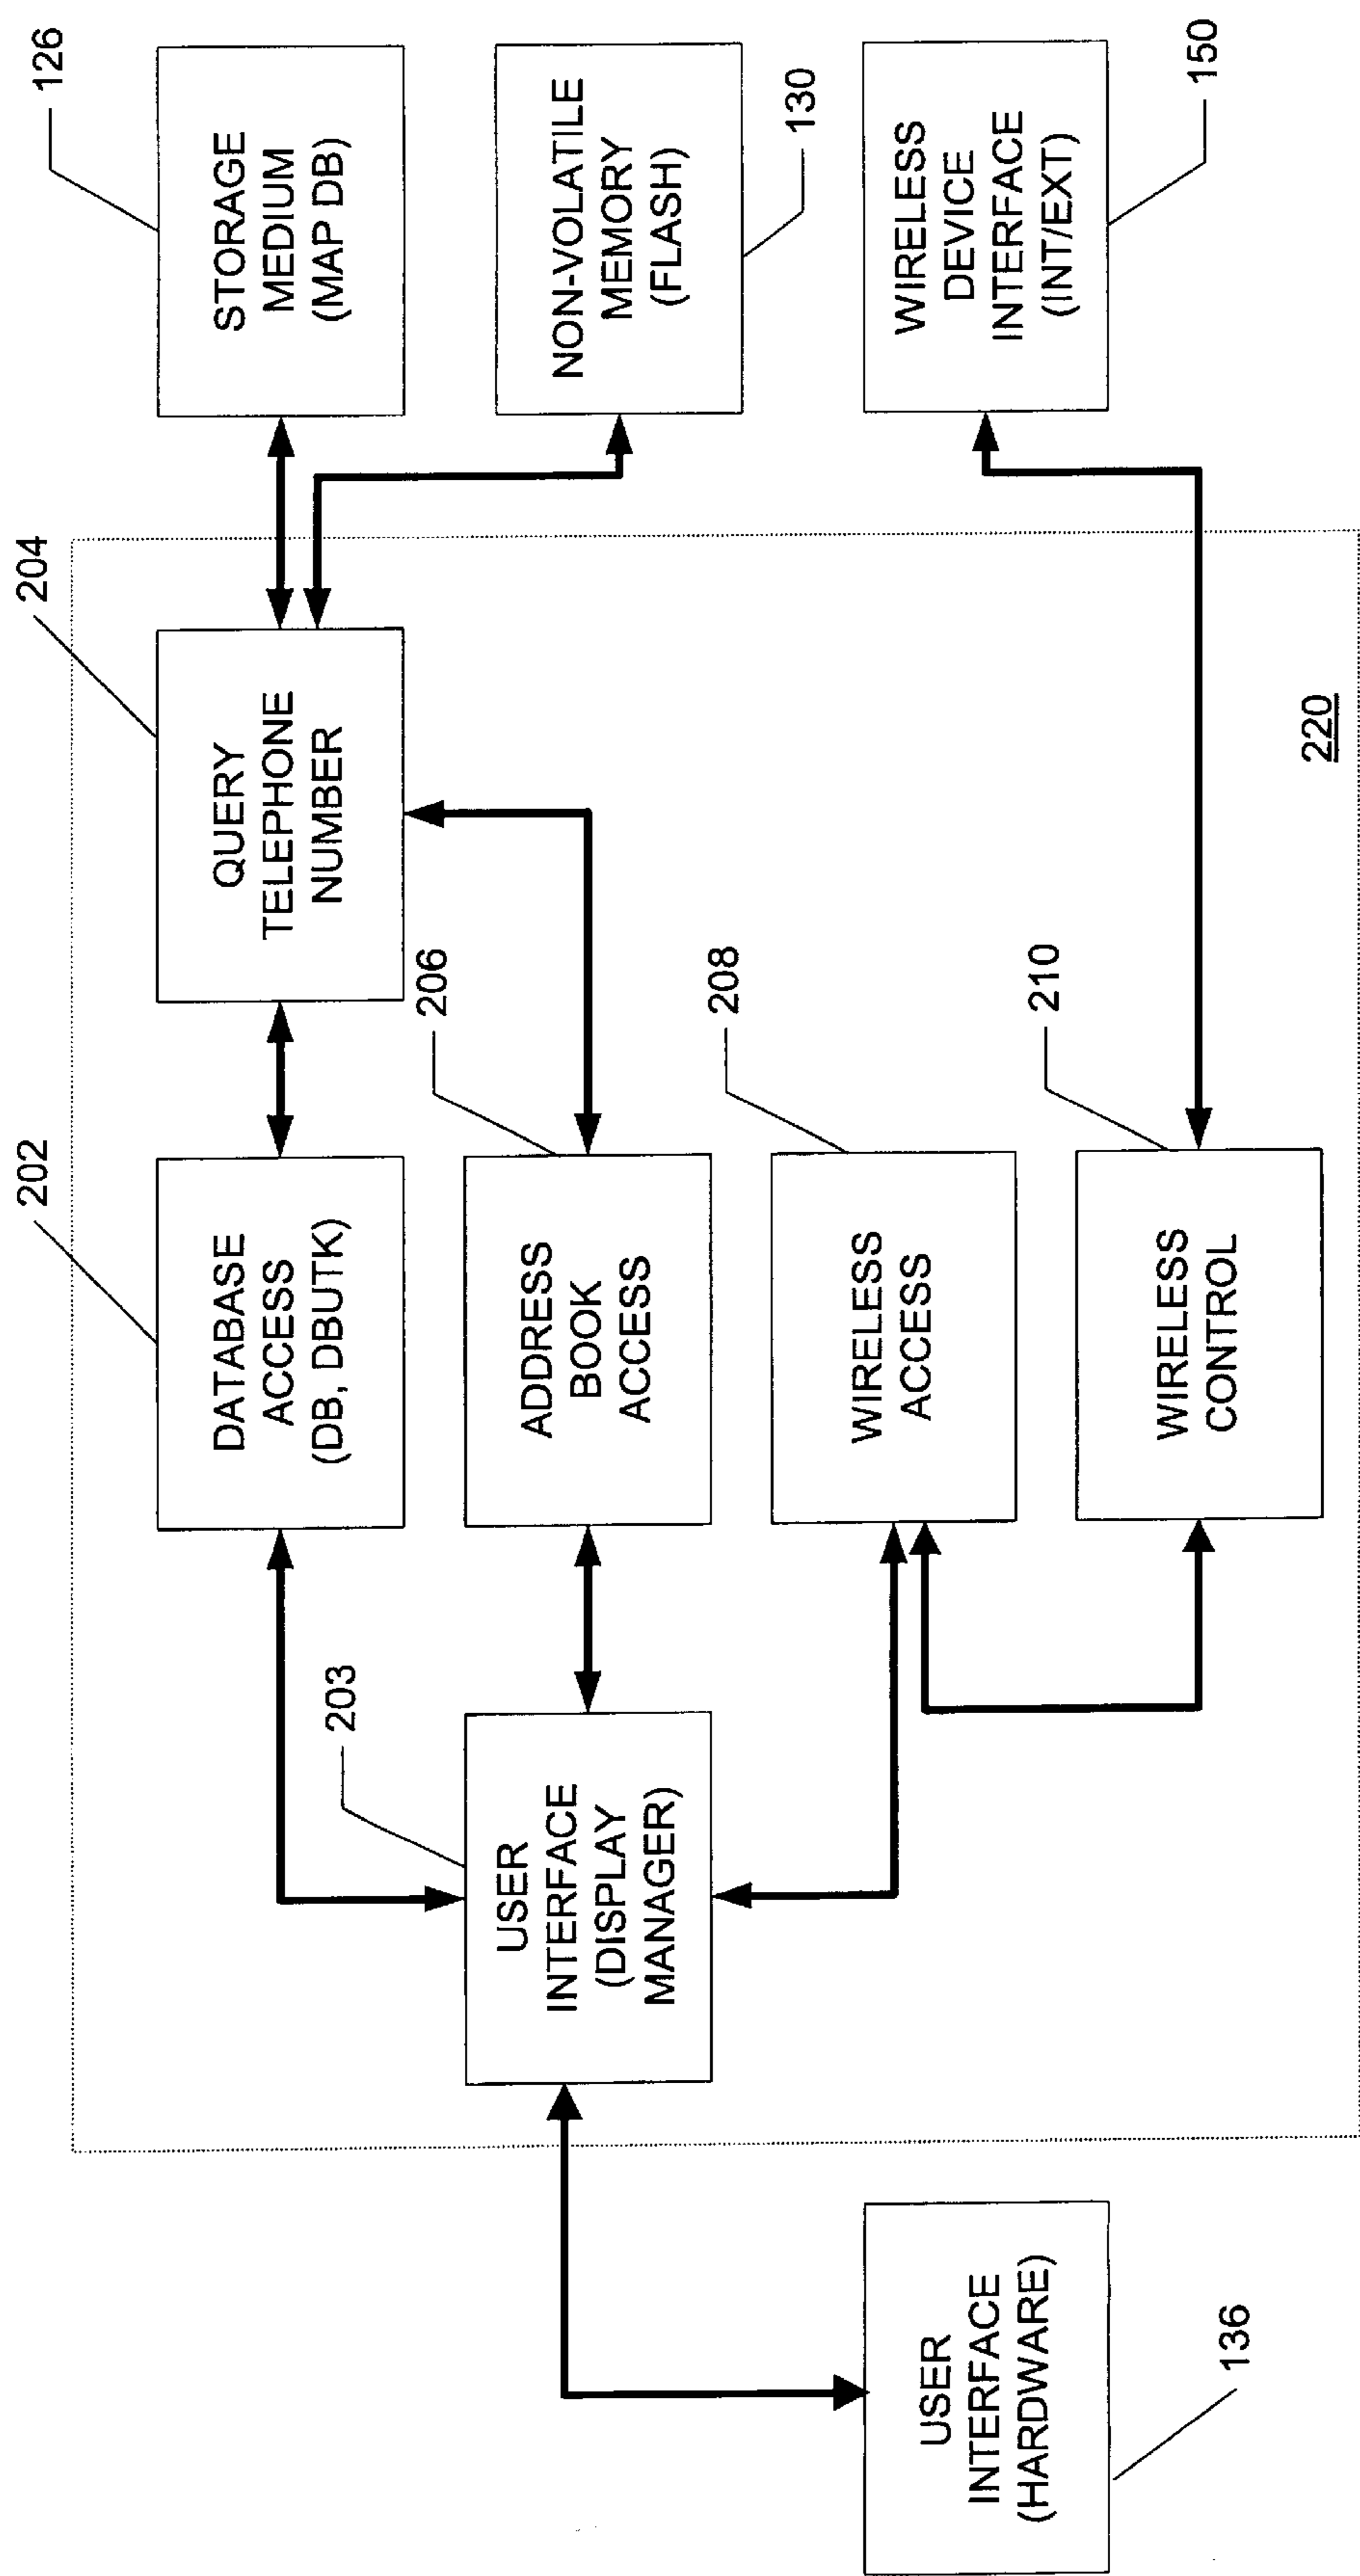 126
STORAGE
MEDIUM
(MAP DB)
130
NON-VOLATILE
MEMORY
(FLASH)
150
WIRELESS
DEVICE
INTERFACE
(INT/EXT)
204
QUERY
TELEPHONE
NUMBER
220
202
DATABASE
ACCESS
(DB, DBUTK)
206
ADDRESS
BOOK
ACCESS
208
WIRELESS
ACCESS
210
WIRELESS
CONTROL
203
USER
INTERFACE
(DISPLAY
MANAGER)
USER
INTERFACE
(HARDWARE)
136